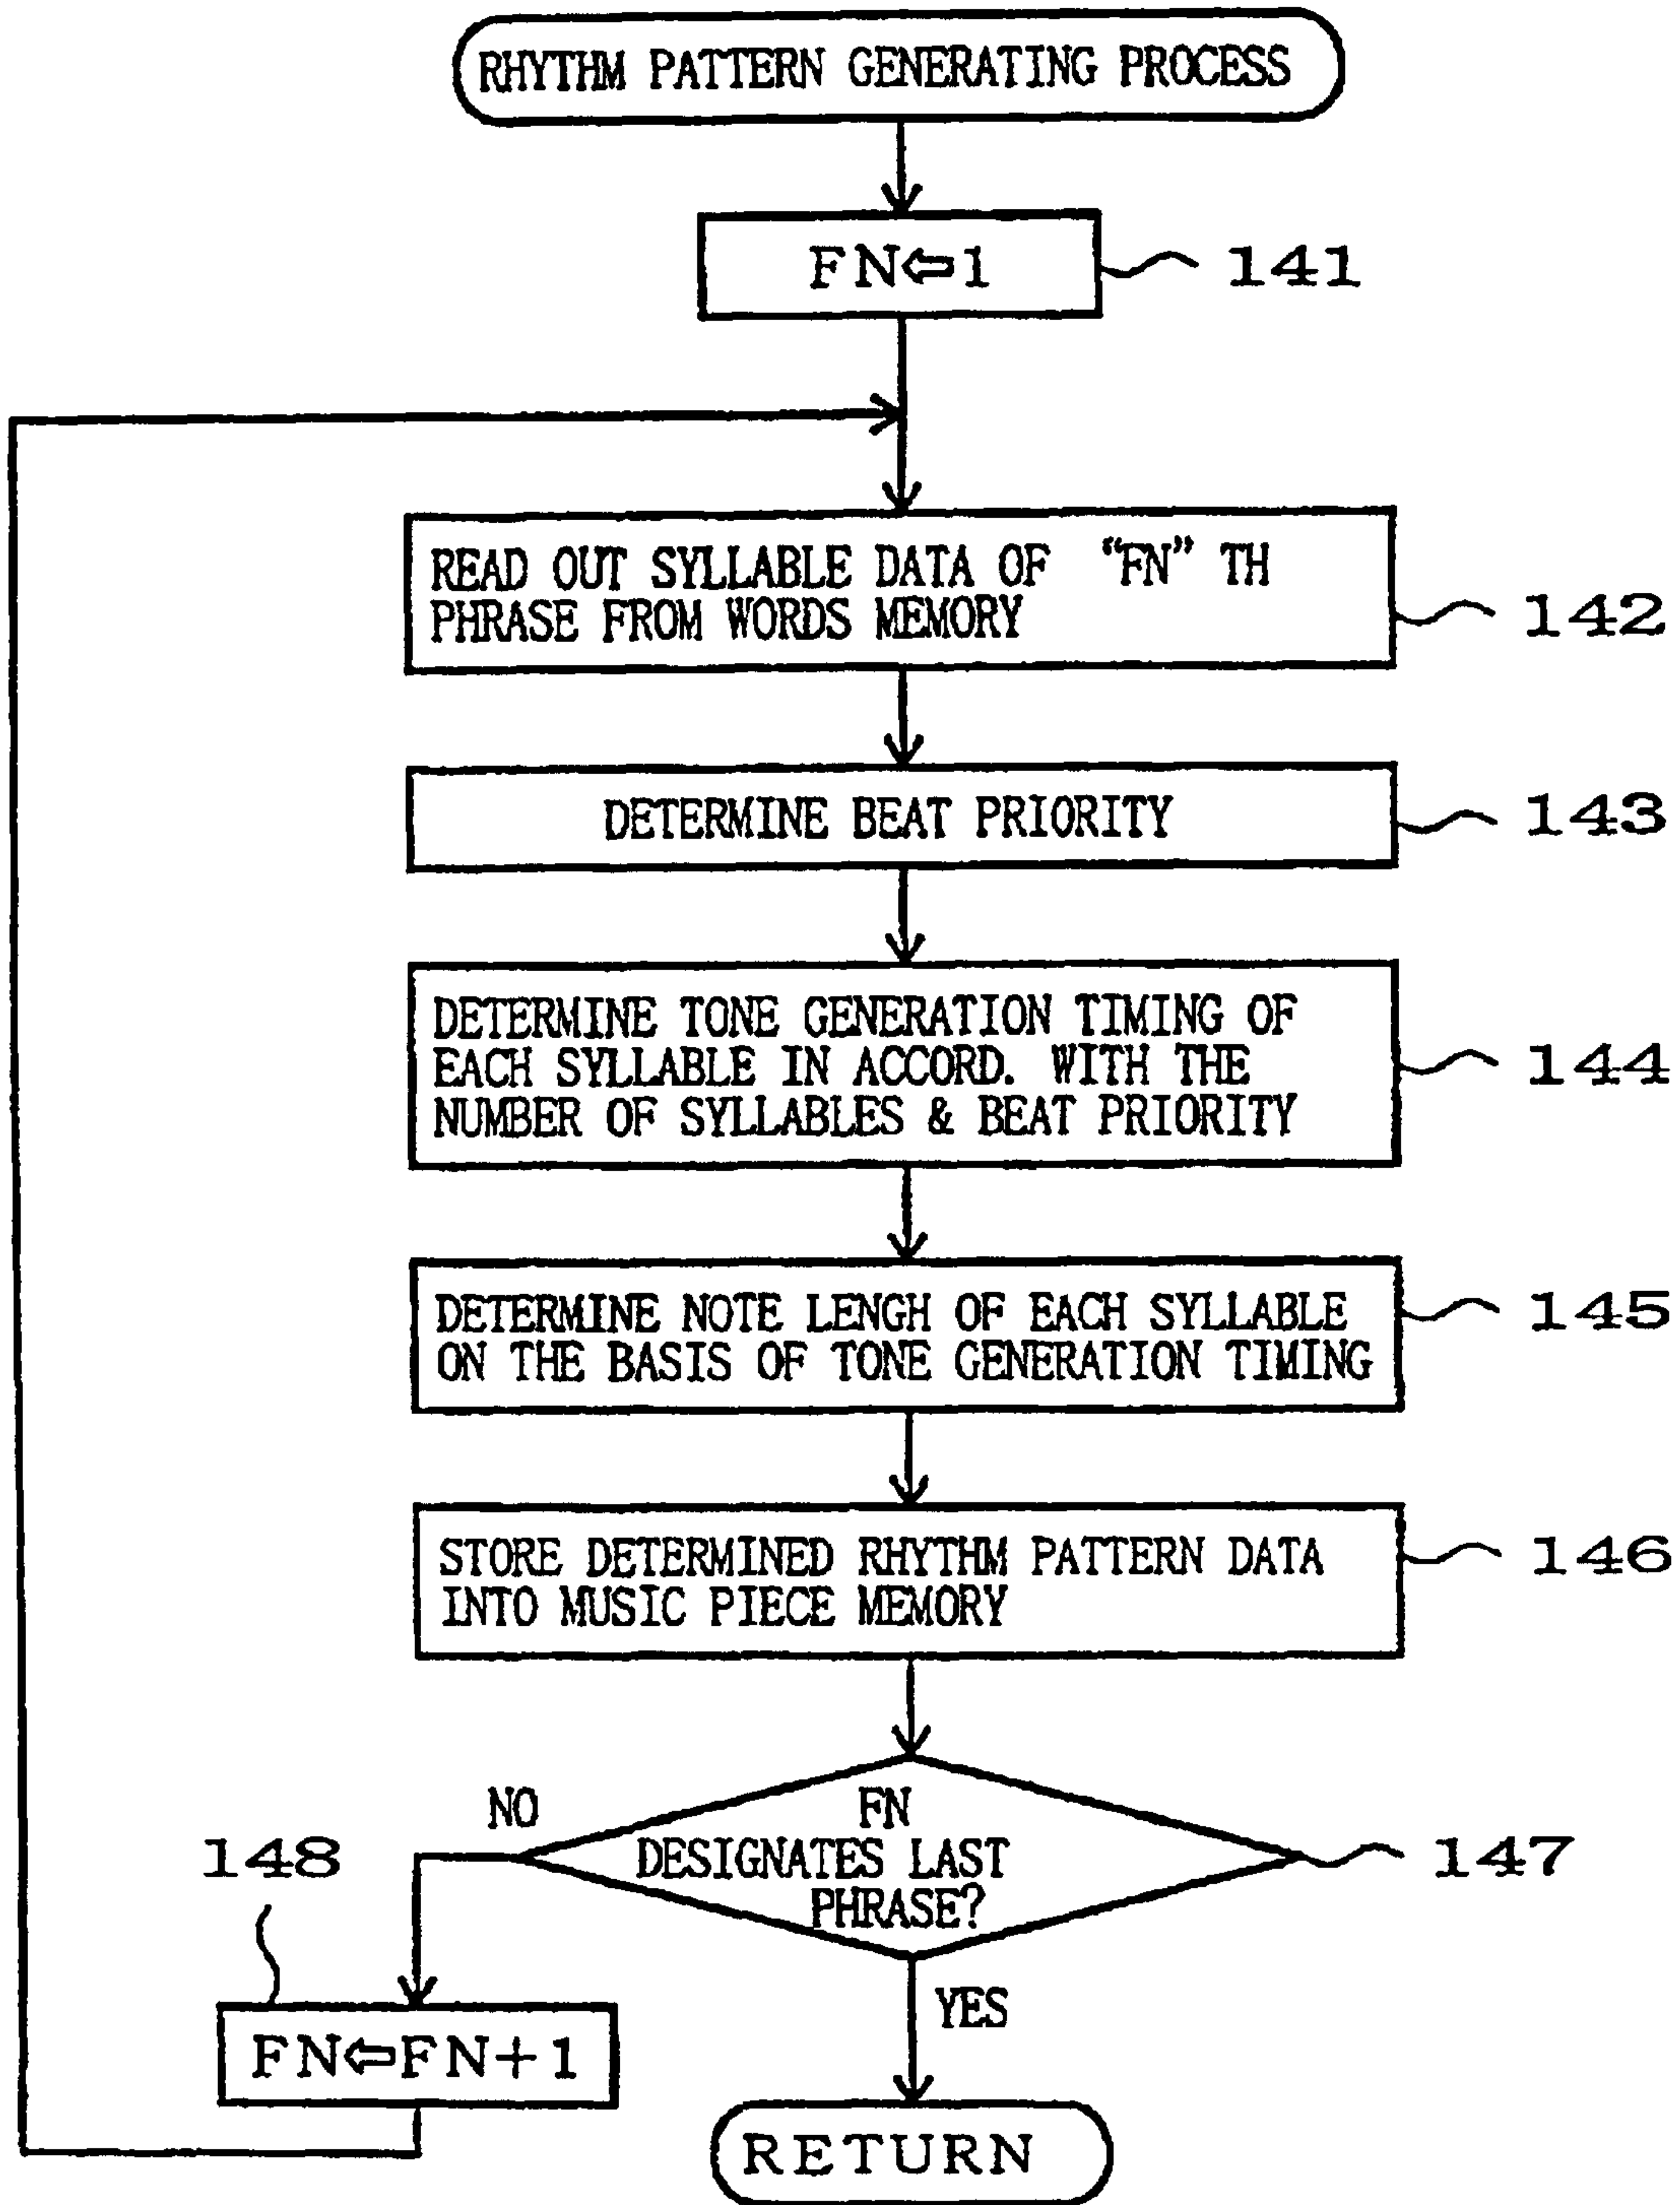 RHYTHM PATTERN GENERATING PROCESS
FN⇦1
141
READ OUT SYLLABLE DATA OF “FN” TH
PHRASE FROM WORDS MEMORY
142
DETERMINE BEAT PRIORITY
143
DETERMINE TONE GENERATION TIMING OF
EACH SYLLABLE IN ACCORD. WITH THE
NUMBER OF SYLLABLES & BEAT PRIORITY
144
DETERMINE NOTE LENGH OF EACH SYLLABLE
ON THE BASIS OF TONE GENERATION TIMING
145
STORE DETERMINED RHYTHM PATTERN DATA
INTO MUSIC PIECE MEMORY
146
NO
FN
DESIGNATES LAST
PHRASE?
147
148
YES
FN⇦FN+1
RETURN